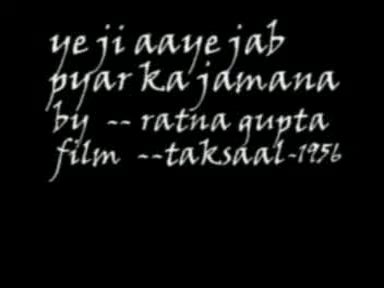 ye ji aaye jab
pyar ka jamana
by -- ratna gupta
film --taksaal-1956